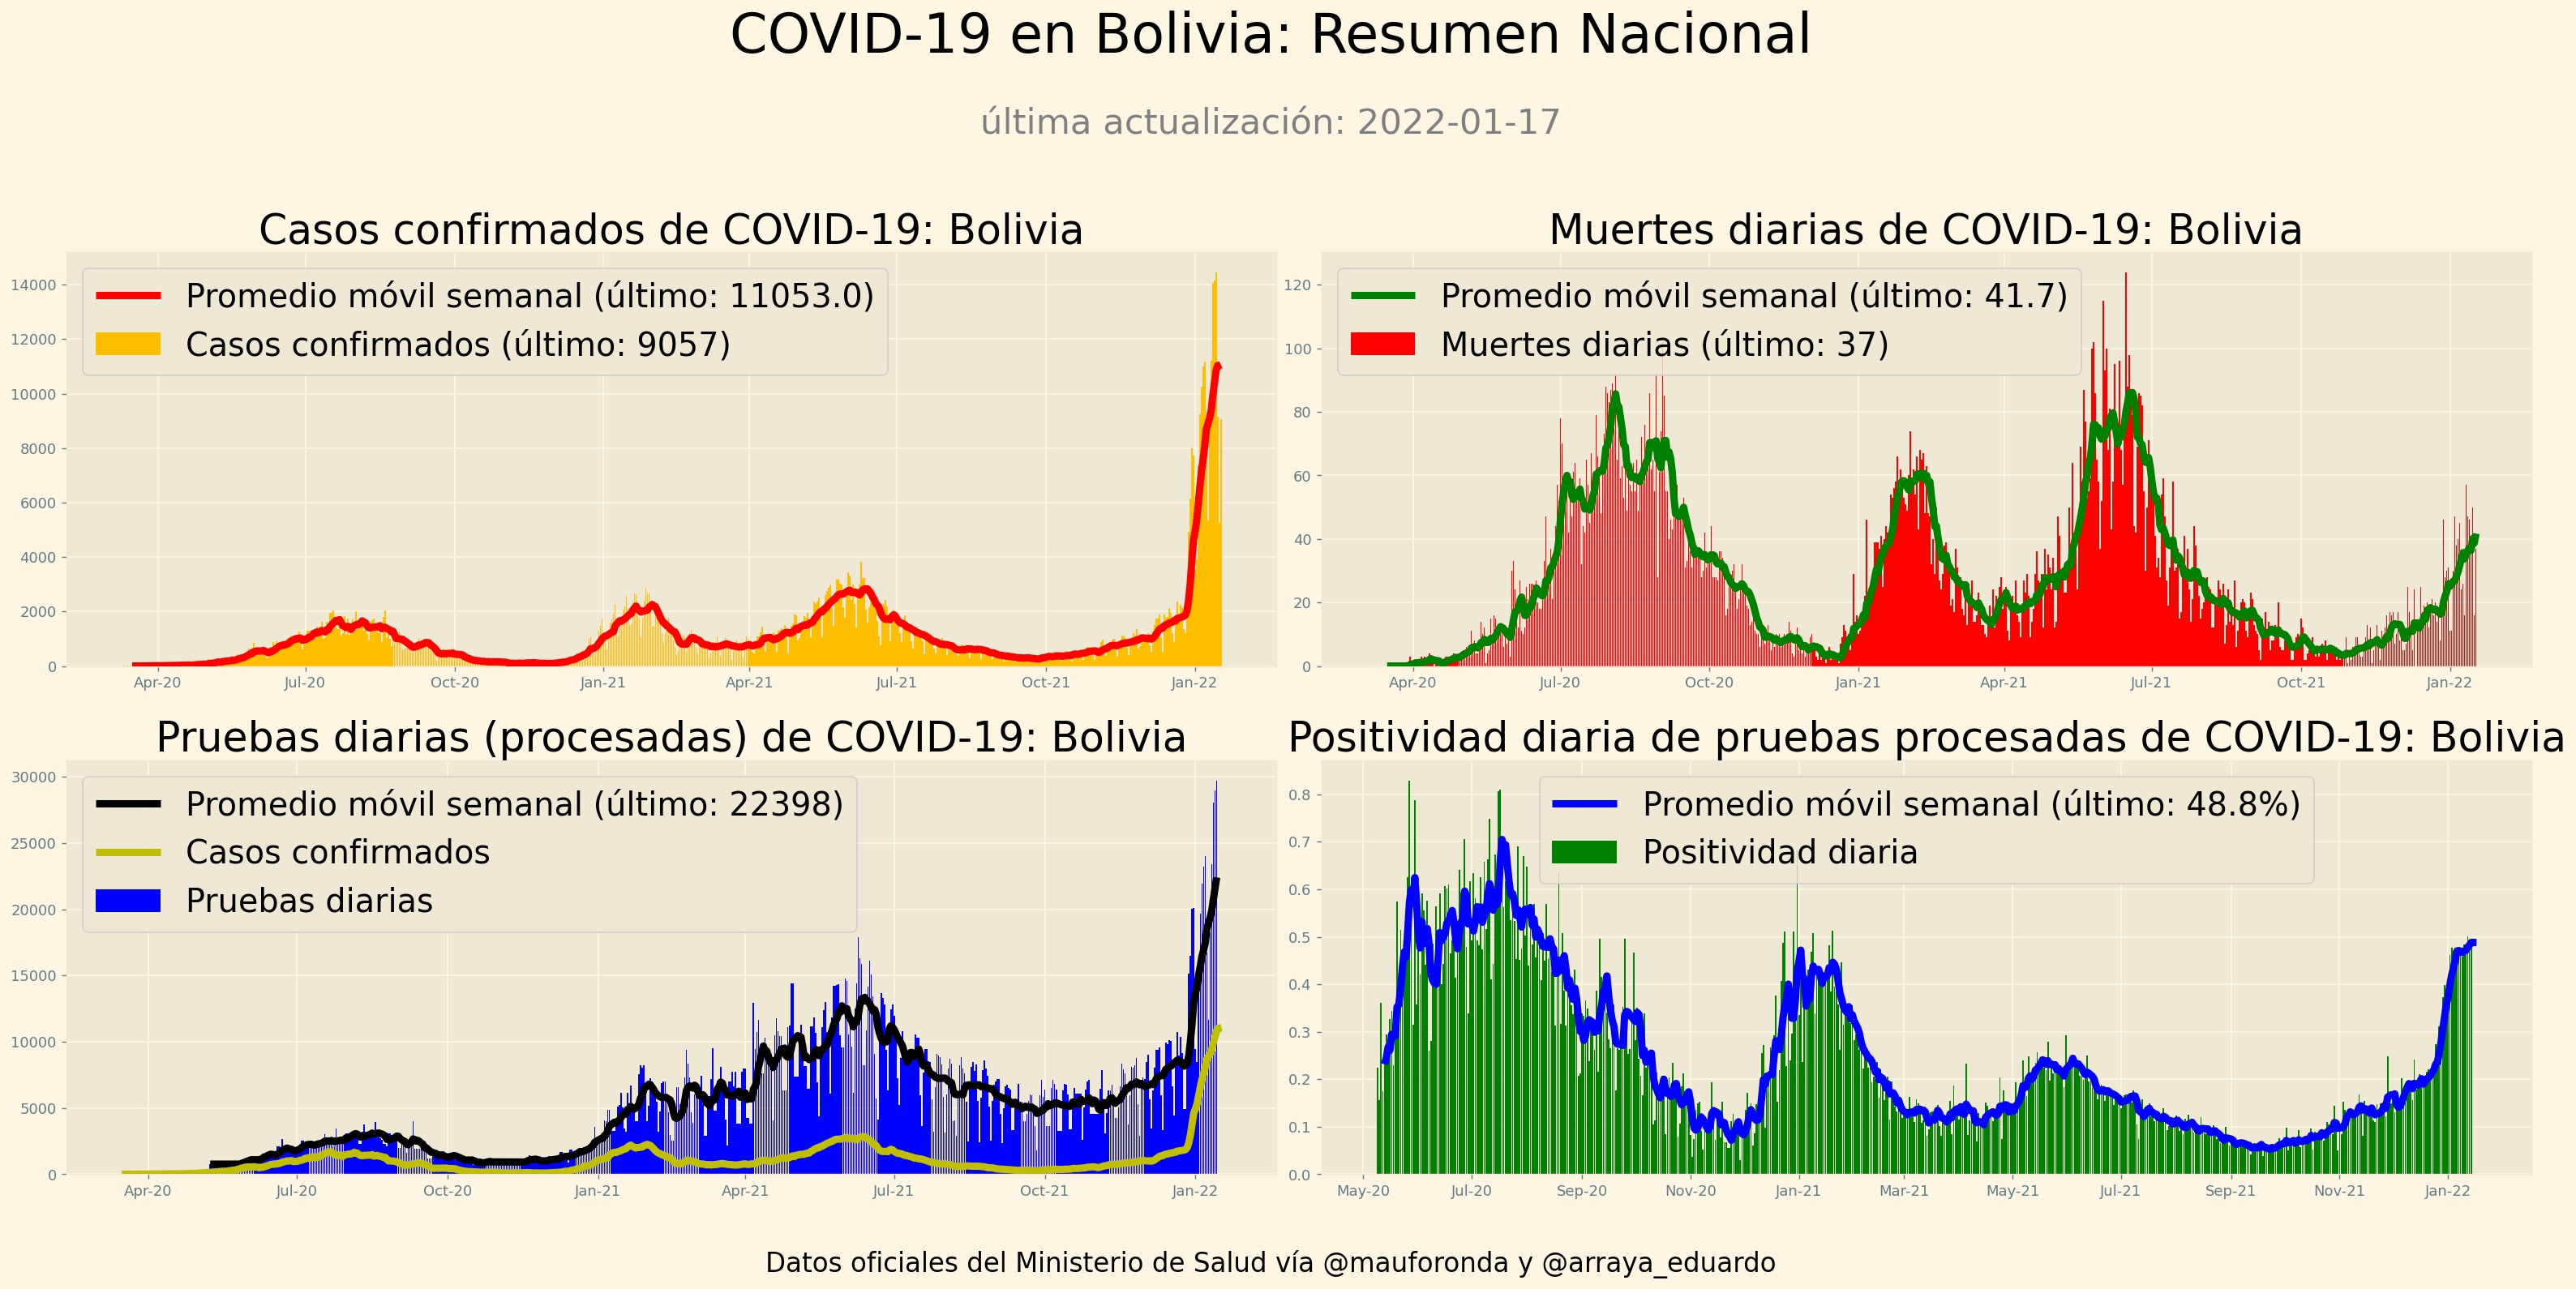 COVID-19 en Bolivia: Resumen Nacional
última actualización: 2022-01-17
Casos confirmados de COVID-19: Bolivia
Promedio móvil semanal (último: 11053.0)
Casos confirmados (último: 9057)
14000
12000
10000
8000
6000
4000
2000
0
Apr-20 Jul-20 Oct-20 Jan-21 Apr-21 Jul-21 Oct-21 Jan-22
Muertes diarias de COVID-19: Bolivia
Promedio móvil semanal (último: 41.7)
Muertes diarias (último: 37)
120
100
80
60
40
20
0
Apr-20 Jul-20 Oct-20 Jan-21 Apr-21 Jul-21 Oct-21 Jan-22
Pruebas diarias (procesadas) de COVID-19: Bolivia
Promedio móvil semanal (último: 22398)
Casos confirmados
Pruebas diarias
30000
25000
20000
15000
10000
5000
0
Apr-20 Jul-20 Oct-20 Jan-21 Apr-21 Jul-21 Oct-21 Jan-22
Positividad diaria de pruebas procesadas de COVID-19: Bolivia
Promedio móvil semanal (último: 48.8%)
Positividad diaria
0.8
0.7
0.6
0.5
0.4
0.3
0.2
0.1
0.0
May-20 Jul-20 Sep-20 Nov-20 Jan-21 Mar-21 May-21 Jul-21 Sep-21 Nov-21 Jan-22
Datos oficiales del Ministerio de Salud vía @mauforonda y @arraya_eduardo